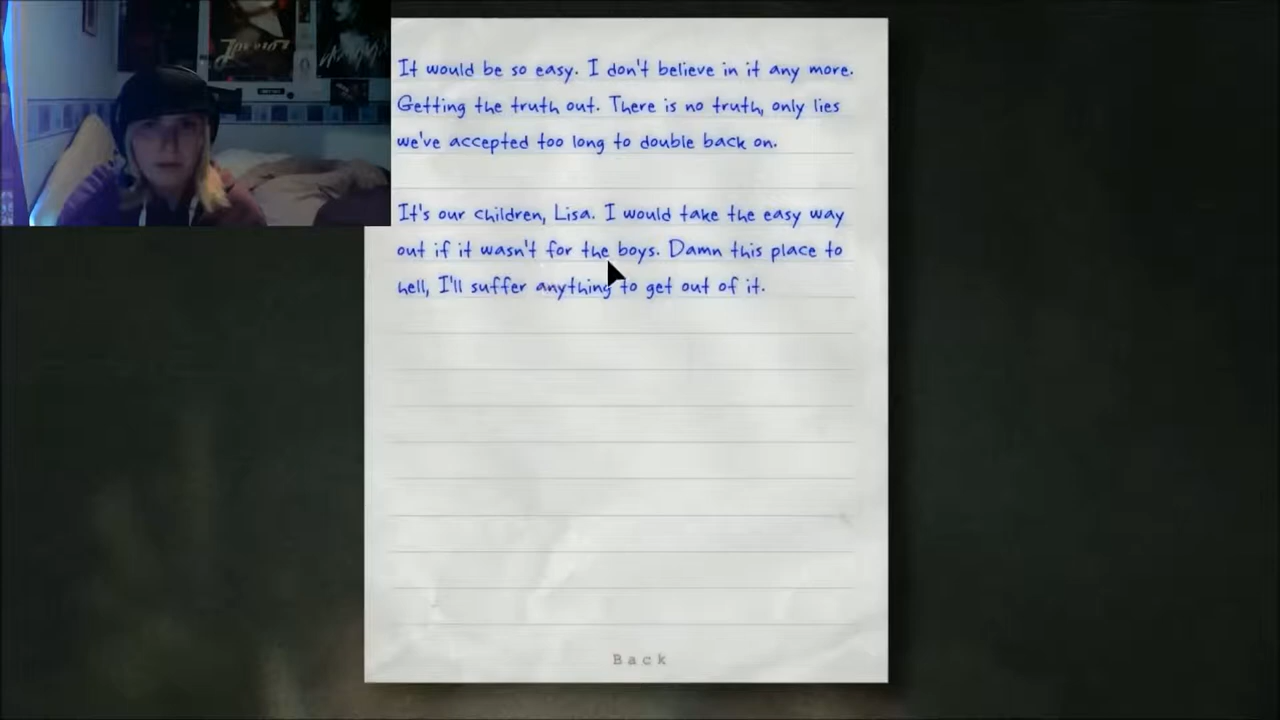 It would be so easy. I don't believe in it any more.
Getting the truth out. There is no truth, only lies
we've accepted too long to double back on.
It's our children, Lisa. I would take the easy way
out if it wasn't for the boys. Damn this place to
hell, I'll suffer anything to get out of it.
Back